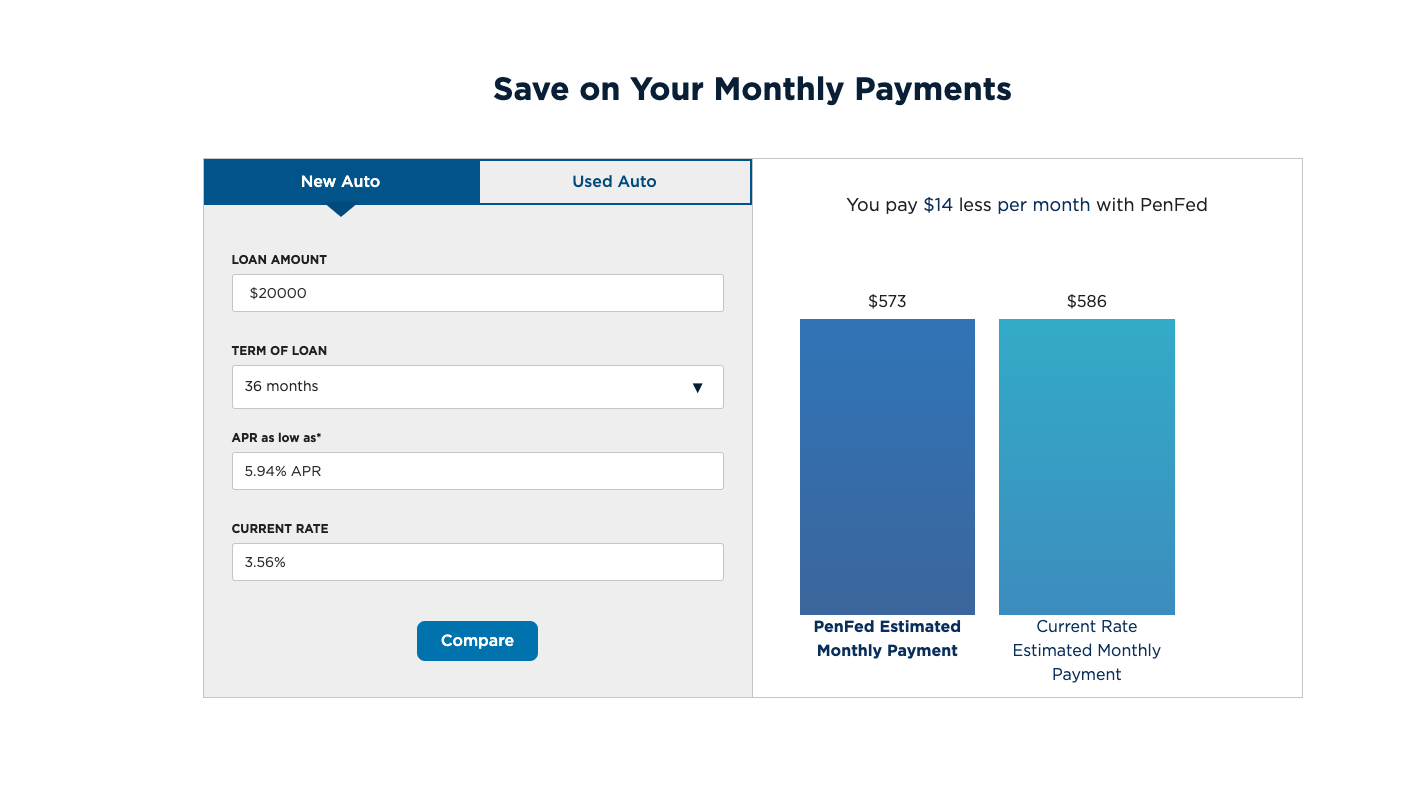 Save on Your Monthly Payments
New Auto
Used Auto
LOAN AMOUNT
$20000
TERM OF LOAN
36 months
APR as low as*
5.94% APR
CURRENT RATE
3.56%
Compare
You pay $14 less per month with PenFed
$573
$586
PenFed Estimated
Monthly Payment
Current Rate
Estimated Monthly
Payment